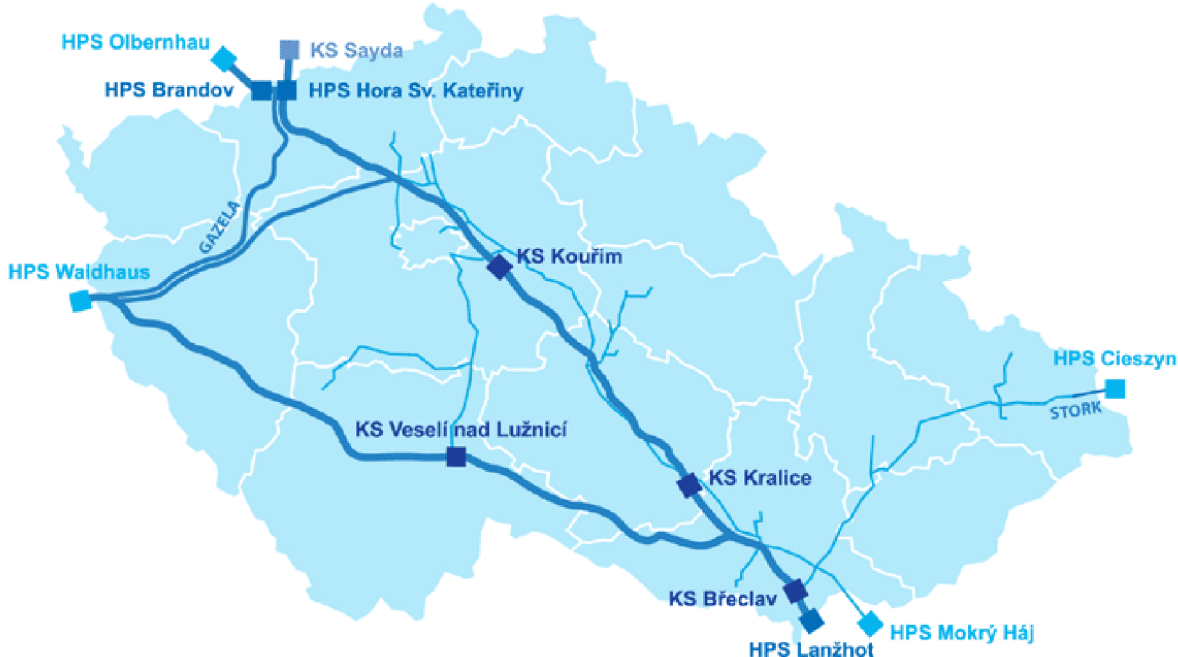 HPS Olbernhau
KS Sayda
HPS Brandov
HPS Hora Sv. Kateřiny
GAZELA
KS Kouřim
HPS Waidhaus
HPS Cieszyn
STORK
KS Veselí nad Lužnicí
KS Kralice
KS Břeclav
HPS Mokrý Háj
HPS Lanžhot